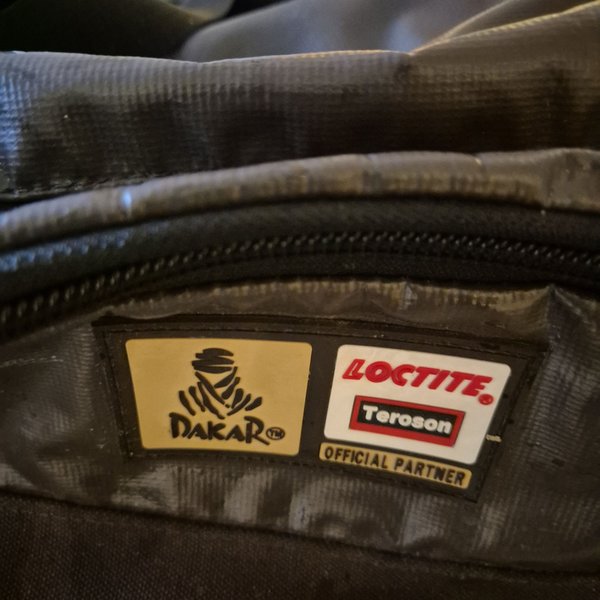 DAKAR™
LOCTITE®
Teroson
OFFICIAL PARTNER